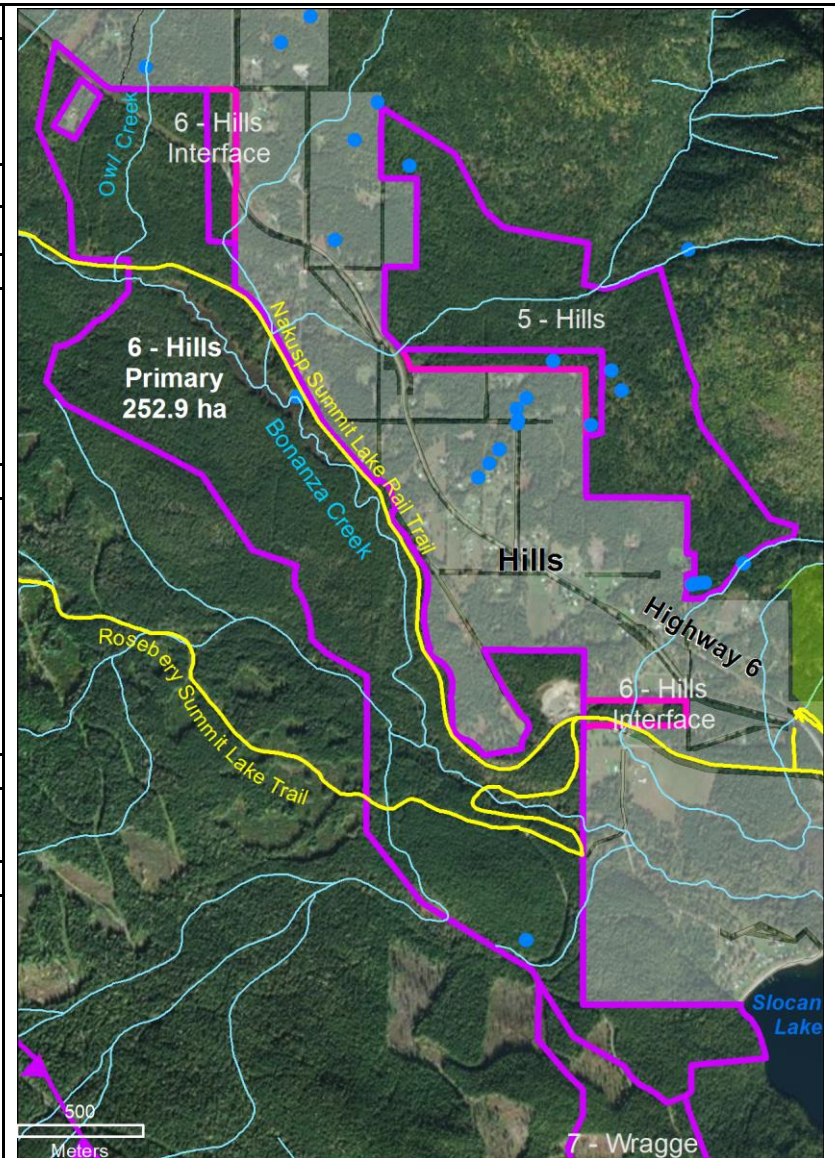 Owl Creek
6 - Hills
Interface
5 - Hills
6 - Hills
Primary
252.9 ha
Nakusp Summit Lake Rail Trail
Bonanza Creek
Hills
Highway 6
Rosebery Summit Lake Trail
6 - Hills
Interface
Slocan
Lake
500
Meters
7 - Wragge